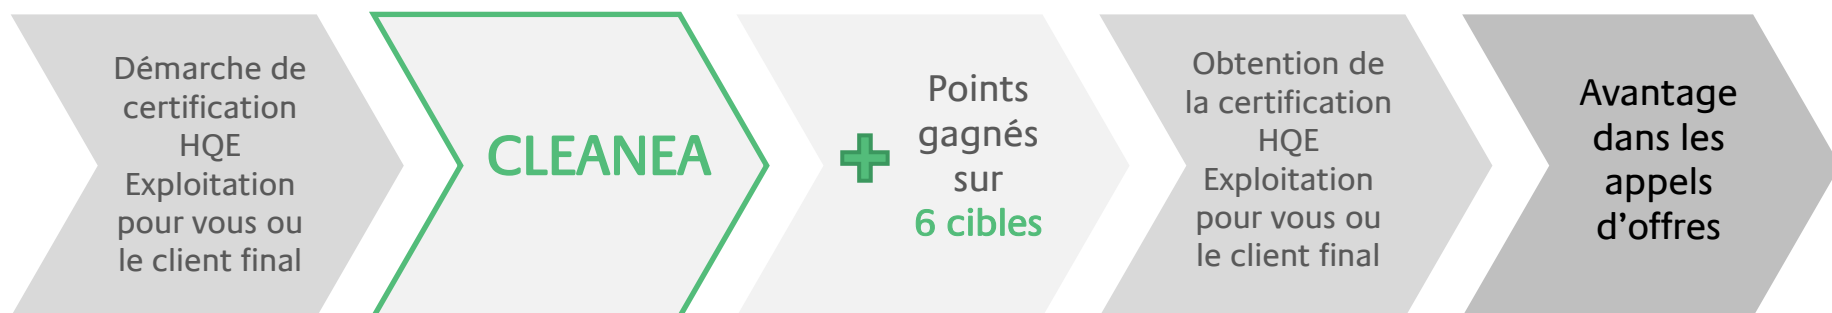 Démarche de
certification
HQE
Exploitation
pour vous ou
le client final
CLEANEA
Points
gagnés
sur
6 cibles
Obtention de
la certification
HQE
Exploitation
pour vous ou
le client final
Avantage
dans les
appels
d’offres